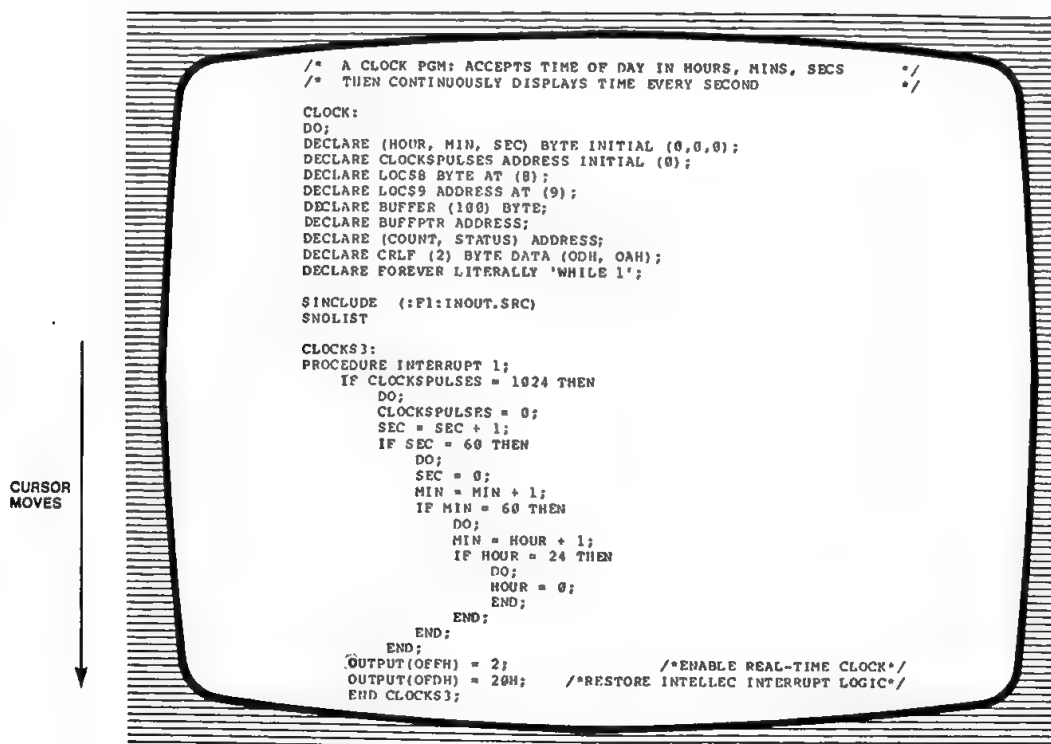 /* A CLOCK PGM: ACCEPTS TIME OF DAY IN HOURS, MINS, SECS */
/* THEN CONTINUOUSLY DISPLAYS TIME EVERY SECOND */
CLOCK:
DO;
DECLARE (HOUR, MIN, SEC) BYTE INITIAL (0,0,0);
DECLARE CLOCK$PULSES ADDRESS INITIAL (0);
DECLARE LOC$8 BYTE AT (8);
DECLARE LOC$9 ADDRESS AT (9);
DECLARE BUFFER (100) BYTE;
DECLARE BUFFPTR ADDRESS;
DECLARE (COUNT, STATUS) ADDRESS;
DECLARE CRLF (2) BYTE DATA (ODH, OAH);
DECLARE FOREVER LITERALLY 'WHILE 1';
$INCLUDE (:F1:INOUT.SRC)
$NOLIST
CLOCK$3:
PROCEDURE INTERRUPT 1;
IF CLOCK$PULSES = 1024 THEN
DO;
CLOCK$PULSES = 0;
SEC = SEC + 1;
IF SEC = 60 THEN
DO;
SEC = 0;
MIN = MIN + 1;
IF MIN = 60 THEN
DO;
MIN = HOUR + 1;
IF HOUR = 24 THEN
DO;
HOUR = 0;
END;
END;
END;
END;
OUTPUT(OFFH) = 2; /*ENABLE REAL-TIME CLOCK*/
OUTPUT(OFDH) = 20H; /*RESTORE INTELLEC INTERRUPT LOGIC*/
END CLOCK$3;
CURSOR
MOVES